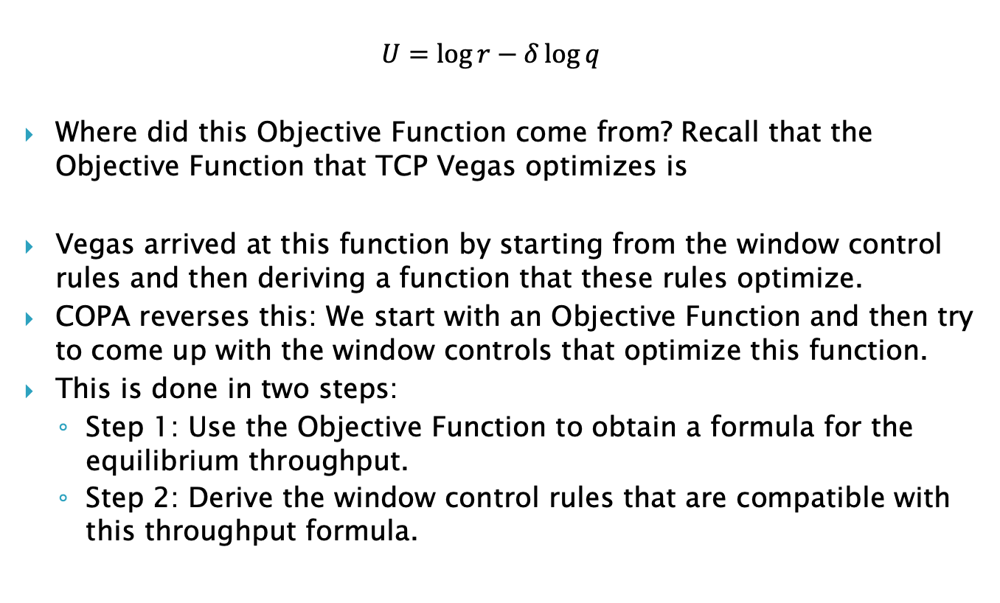 U = log r − δ log q
Where did this Objective Function come from? Recall that the
Objective Function that TCP Vegas optimizes is
Vegas arrived at this function by starting from the window control
rules and then deriving a function that these rules optimize.
COPA reverses this: We start with an Objective Function and then try
to come up with the window controls that optimize this function.
This is done in two steps:
Step 1: Use the Objective Function to obtain a formula for the
equilibrium throughput.
Step 2: Derive the window control rules that are compatible with
this throughput formula.